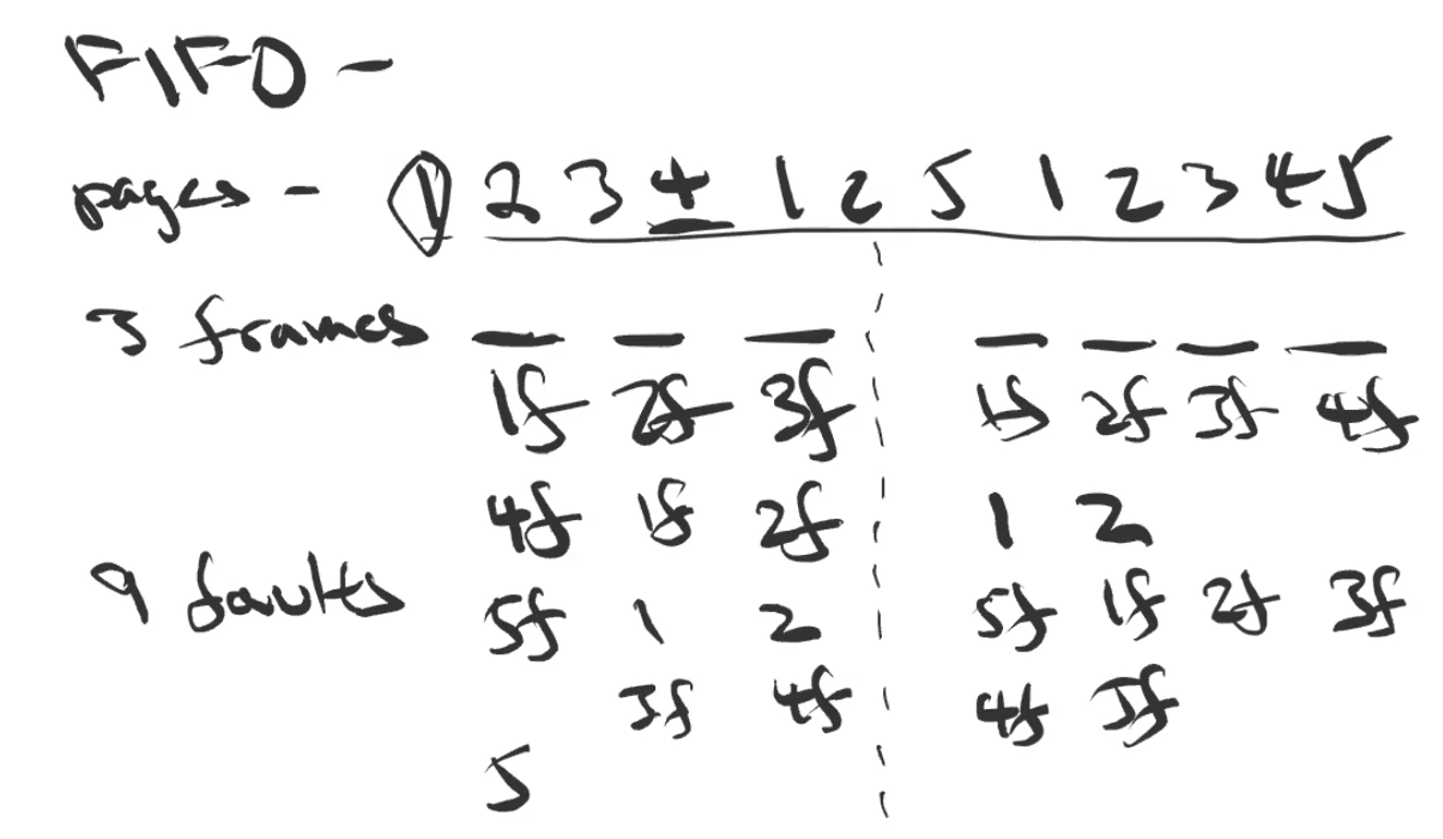 FIFO -
pages - 1 2 3 4 1 2 5 1 2 3 4 5
3 frames
1f 2f 3f 1f 2f 3f 4f
4f 1f 2f 1 2
9 faults 5f 1 2 5f 1f 2f 3f
3f 4f 4f 5f
5